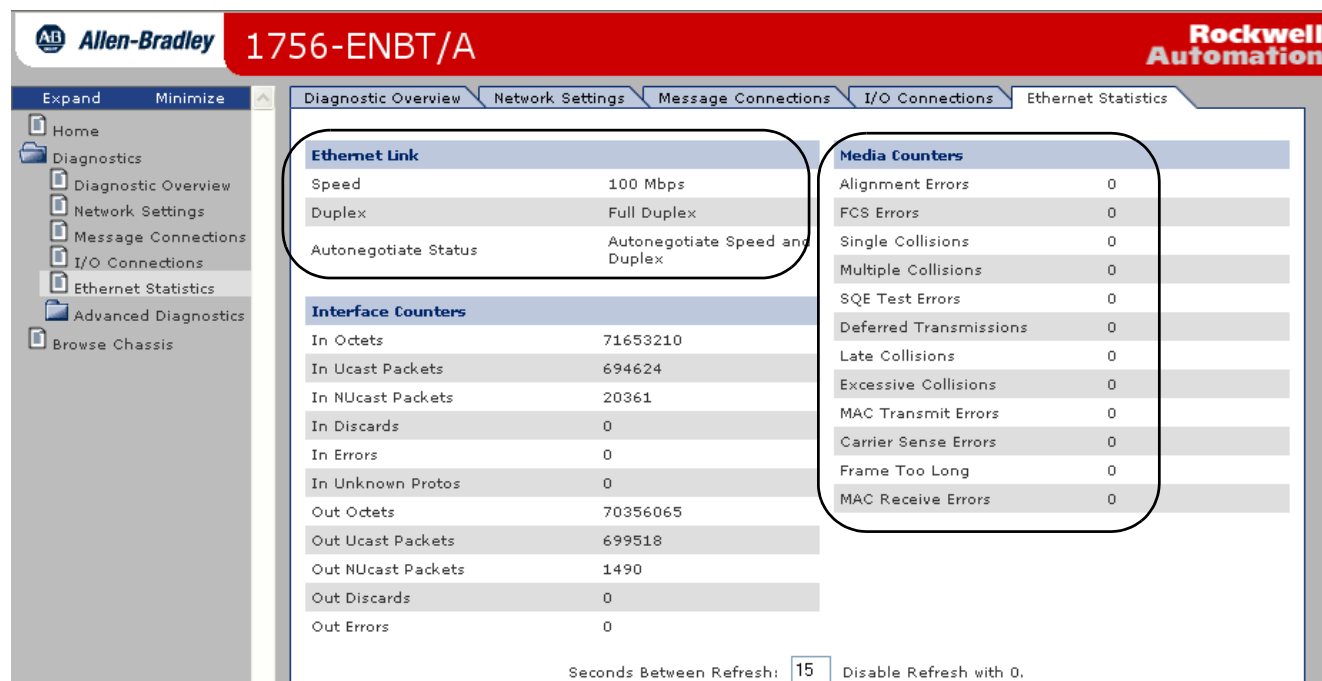 AB Allen-Bradley
1756-ENBT/A
Rockwell
Automation
Expand Minimize
Home
Diagnostics
Diagnostic Overview
Network Settings
Message Connections
I/O Connections
Ethernet Statistics
Advanced Diagnostics
Browse Chassis
Diagnostic Overview Network Settings Message Connections I/O Connections Ethernet Statistics
Ethernet Link
Speed 100 Mbps
Duplex Full Duplex
Autonegotiate Status Autonegotiate Speed and
Duplex
Interface Counters
In Octets 71653210
In Ucast Packets 694624
In NUcast Packets 20361
In Discards 0
In Errors 0
In Unknown Protos 0
Out Octets 70356065
Out Ucast Packets 699518
Out NUcast Packets 1490
Out Discards 0
Out Errors 0
Media Counters
Alignment Errors 0
FCS Errors 0
Single Collisions 0
Multiple Collisions 0
SQE Test Errors 0
Deferred Transmissions 0
Late Collisions 0
Excessive Collisions 0
MAC Transmit Errors 0
Carrier Sense Errors 0
Frame Too Long 0
MAC Receive Errors 0
Seconds Between Refresh: 15 Disable Refresh with 0.